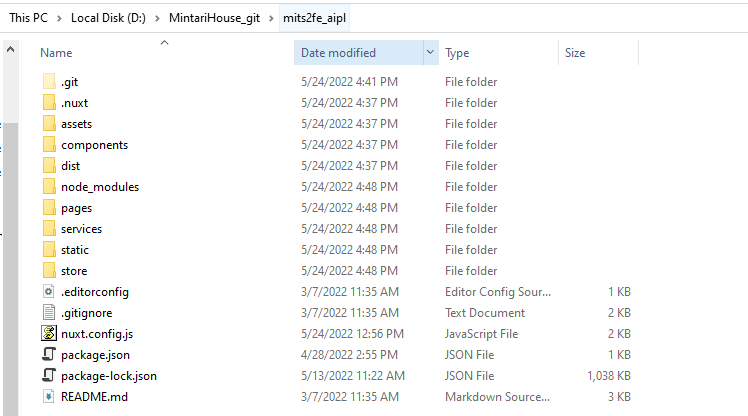 This PC > Local Disk (D:) > MintariHouse_git > mits2fe_aipl
Name Date modified Type Size
.git 5/24/2022 4:41 PM File folder
.nuxt 5/24/2022 4:37 PM File folder
assets 5/24/2022 4:37 PM File folder
components 5/24/2022 4:37 PM File folder
dist 5/24/2022 4:37 PM File folder
node_modules 5/24/2022 4:48 PM File folder
pages 5/24/2022 4:48 PM File folder
services 5/24/2022 4:48 PM File folder
static 5/24/2022 4:48 PM File folder
store 5/24/2022 4:48 PM File folder
.editorconfig 3/7/2022 11:35 AM Editor Config Sour... 1 KB
.gitignore 3/7/2022 11:35 AM Text Document 2 KB
nuxt.config.js 5/24/2022 12:56 PM JavaScript File 2 KB
package.json 4/28/2022 2:55 PM JSON File 1 KB
package-lock.json 5/13/2022 11:22 AM JSON File 1,038 KB
README.md 3/7/2022 11:35 AM Markdown Source... 3 KB